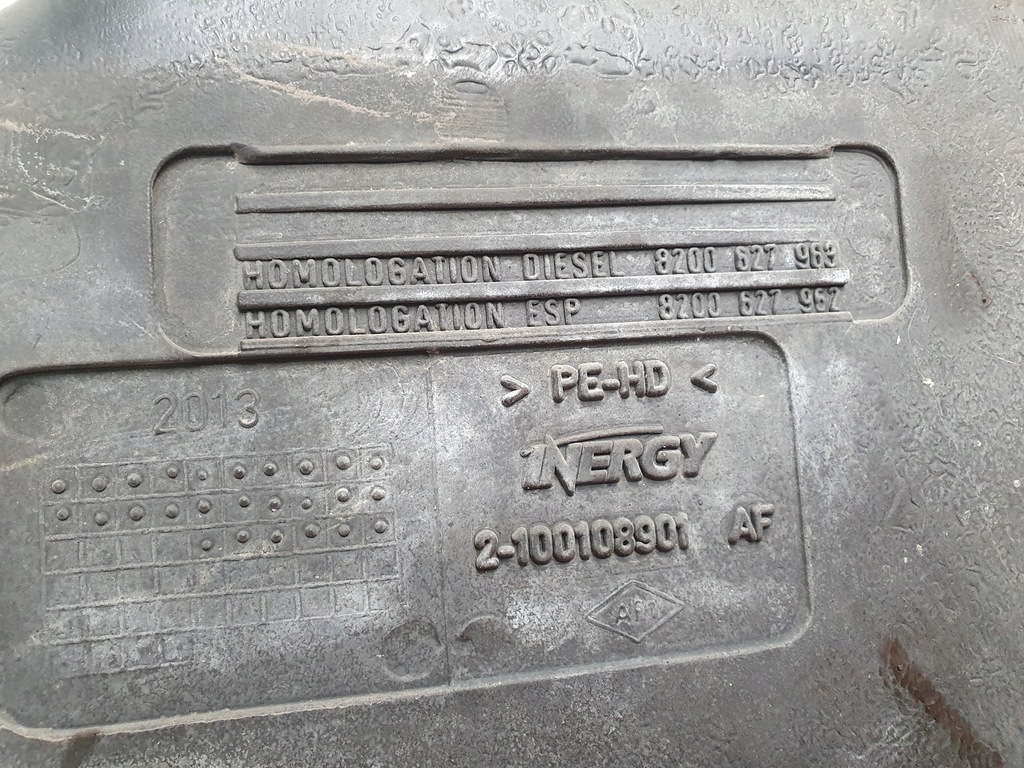 HOMOLOGATION DIESEL 8200 627 963
HOMOLOGATION ESP 8200 627 962
2013
> PE-HD <
INERGY
2-100108901 AF